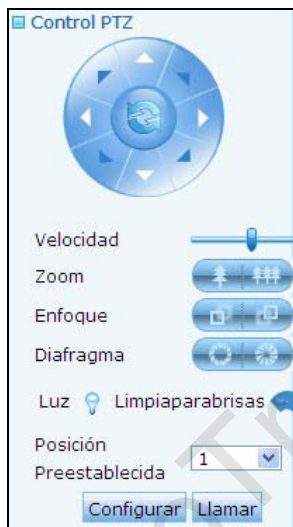 Control PTZ
Velocidad
Zoom
Enfoque
Diafragma
Luz Limpiaparabrisas
Posición
Preestablecida
1
Configurar Llamar